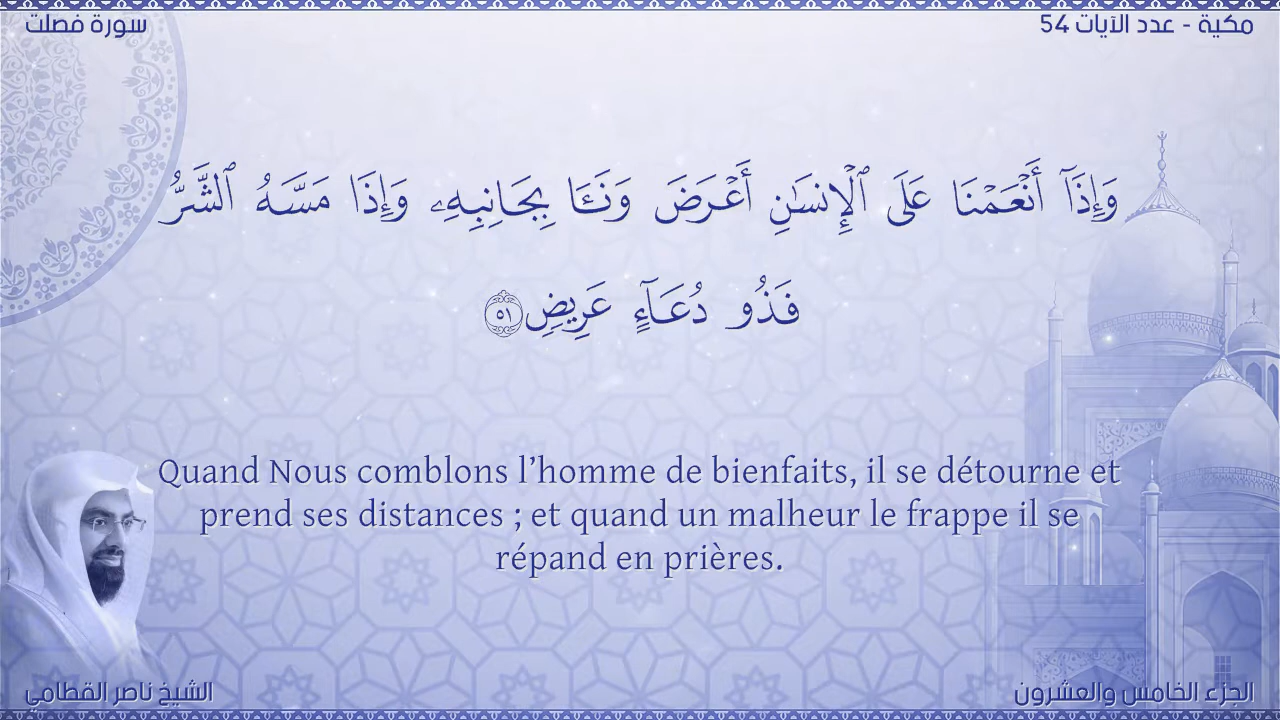 مكية - عدد الآيات 54
سورة فصلت
وَإِذَآ أَنْعَمْنَا عَلَى ٱلْإِنسَـٰنِ أَعْرَضَ وَنَـَٔا بِجَانِبِهِۦ وَإِذَا مَسَّهُ ٱلشَّرُّ
فَذُو دُعَآءٍ عَرِيضٍ ٥١
Quand Nous comblons l’homme de bienfaits, il se détourne et
prend ses distances ; et quand un malheur le frappe il se
répand en prières.
الجزء الخامس والعشرون
الشيخ ناصر القطامي